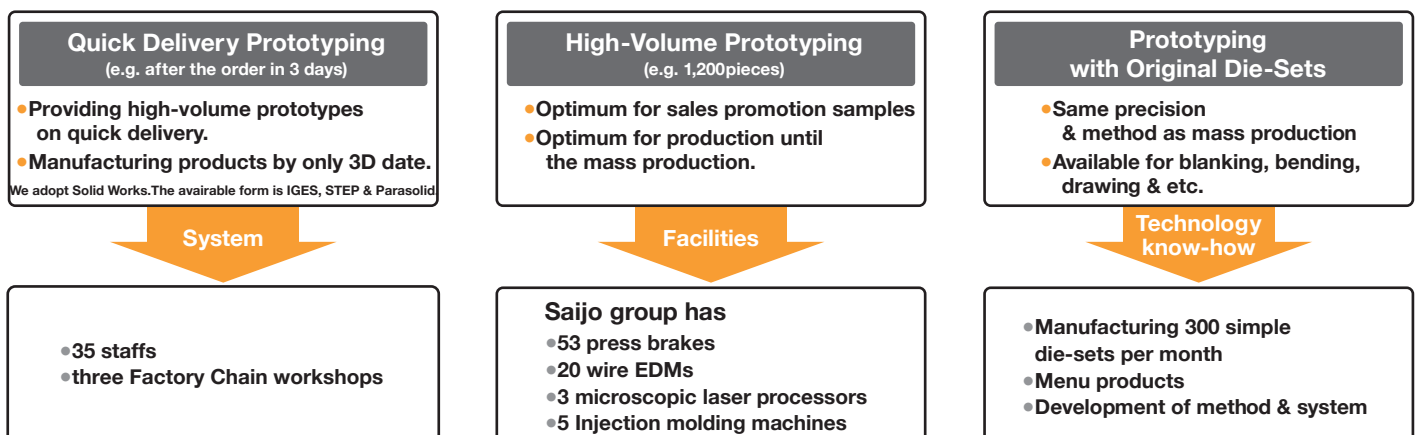 Quick Delivery Prototyping
(e.g. after the order in 3 days)
•Providing high-volume prototypes
on quick delivery.
•Manufacturing products by only 3D date.
We adopt Solid Works.The avairable form is IGES, STEP & Parasolid.
System
•35 staffs
•three Factory Chain workshops
High-Volume Prototyping
(e.g. 1,200pieces)
•Optimum for sales promotion samples
•Optimum for production until
the mass production.
Facilities
Saijo group has
•53 press brakes
•20 wire EDMs
•3 microscopic laser processors
•5 Injection molding machines
Prototyping
with Original Die-Sets
•Same precision
& method as mass production
•Available for blanking, bending,
drawing & etc.
Technology
know-how
•Manufacturing 300 simple
die-sets per month
•Menu products
•Development of method & system